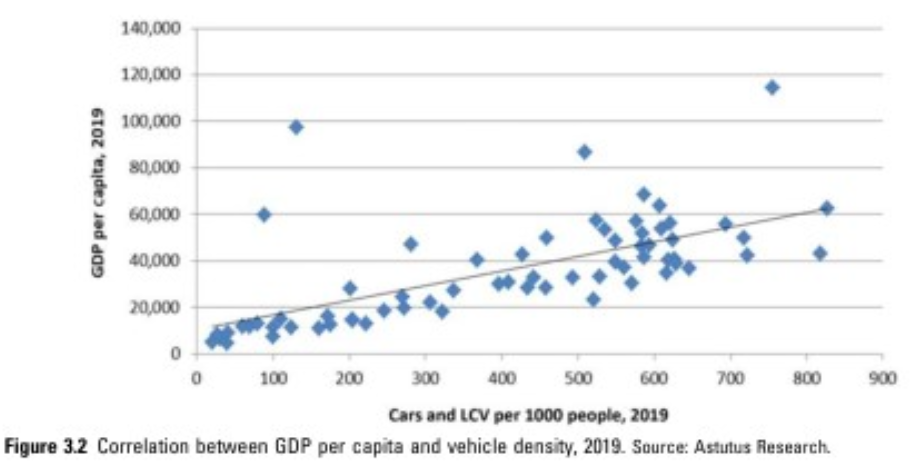 140,000
120,000
100,000
80,000
60,000
40,000
20,000
0
GDP per capita, 2019
0 100 200 300 400 500 600 700 800 900
Cars and LCV per 1000 people, 2019
Figure 3.2 Correlation between GDP per capita and vehicle density, 2019. Source: Astutus Research.